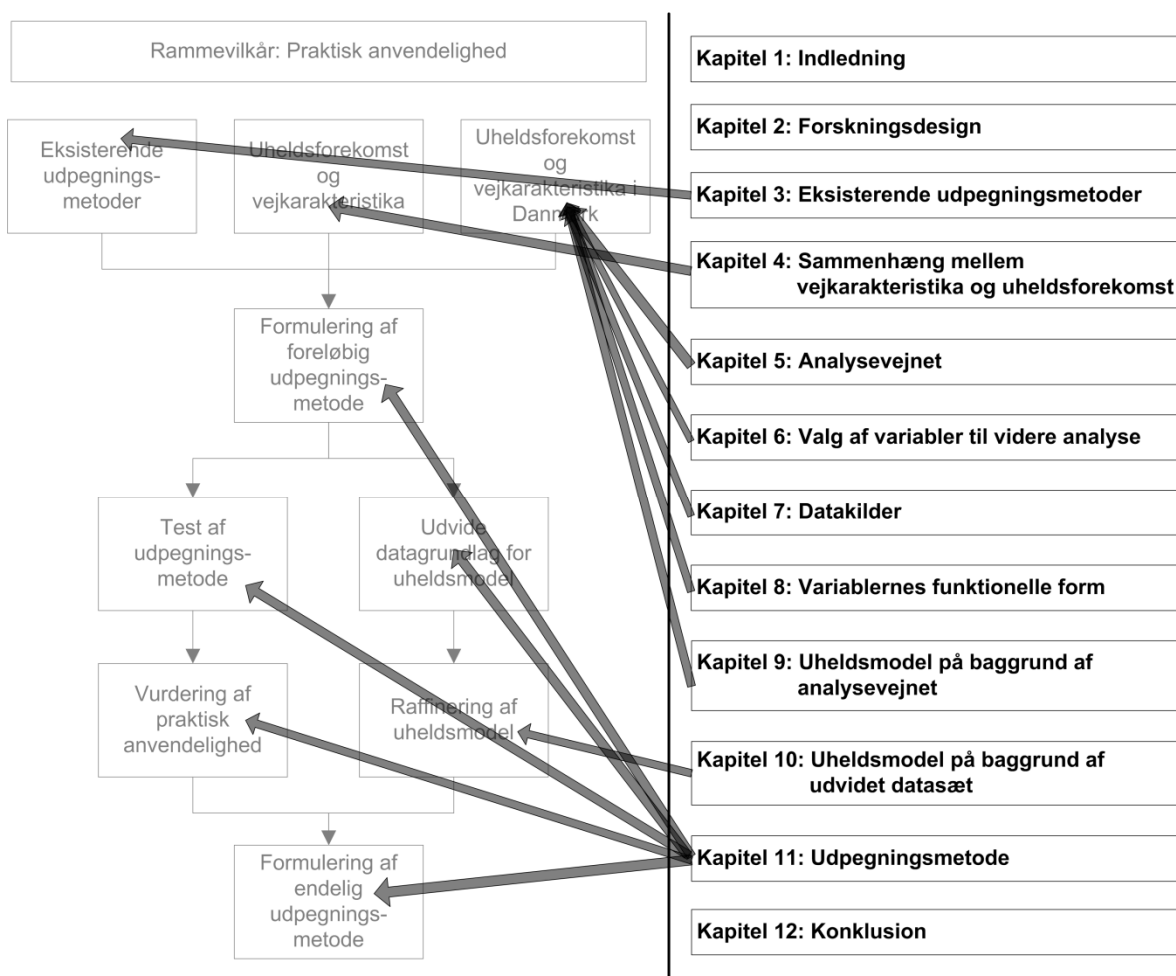 Rammevilkår: Praktisk anvendelighed
Eksisterende
udpegnings-
metoder
Uheldsforekomst
og
vejkarakteristika
Uheldsforekomst
og
vejkarakteristika i
Danmark
Formulering af
foreløbig
udpegnings-
metode
Test af
udpegnings-
metode
Udvide
datagrundlag for
uheldsmodel
Vurdering af
praktisk
anvendelighed
Raffinering af
uheldsmodel
Formulering af
endelig
udpegnings-
metode
Kapitel 1: Indledning
Kapitel 2: Forskningsdesign
Kapitel 3: Eksisterende udpegningsmetoder
Kapitel 4: Sammenhæng mellem
vejkarakteristika og uheldsforekomst
Kapitel 5: Analysevejnet
Kapitel 6: Valg af variabler til videre analyse
Kapitel 7: Datakilder
Kapitel 8: Variablernes funktionelle form
Kapitel 9: Uheldsmodel på baggrund af
analysevejnet
Kapitel 10: Uheldsmodel på baggrund af
udvidet datasæt
Kapitel 11: Udpegningsmetode
Kapitel 12: Konklusion